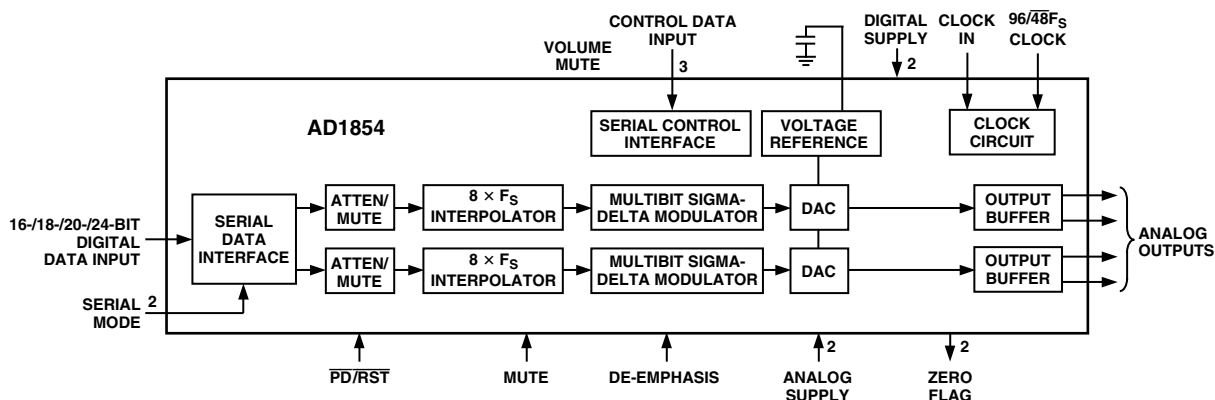 CONTROL DATA
INPUT
VOLUME
MUTE
3
DIGITAL
SUPPLY
2
CLOCK
IN
96/48FS
CLOCK
AD1854
SERIAL CONTROL
INTERFACE
VOLTAGE
REFERENCE
CLOCK
CIRCUIT
16-/18-/20-/24-BIT
DIGITAL
DATA INPUT
SERIAL
DATA
INTERFACE
ATTEN/
MUTE
8 × FS
INTERPOLATOR
MULTIBIT SIGMA-
DELTA MODULATOR
DAC
OUTPUT
BUFFER
ATTEN/
MUTE
8 × FS
INTERPOLATOR
MULTIBIT SIGMA-
DELTA MODULATOR
DAC
OUTPUT
BUFFER
ANALOG
OUTPUTS
2
SERIAL
MODE
PD/RST
MUTE
DE-EMPHASIS
2
ANALOG
SUPPLY
2
ZERO
FLAG